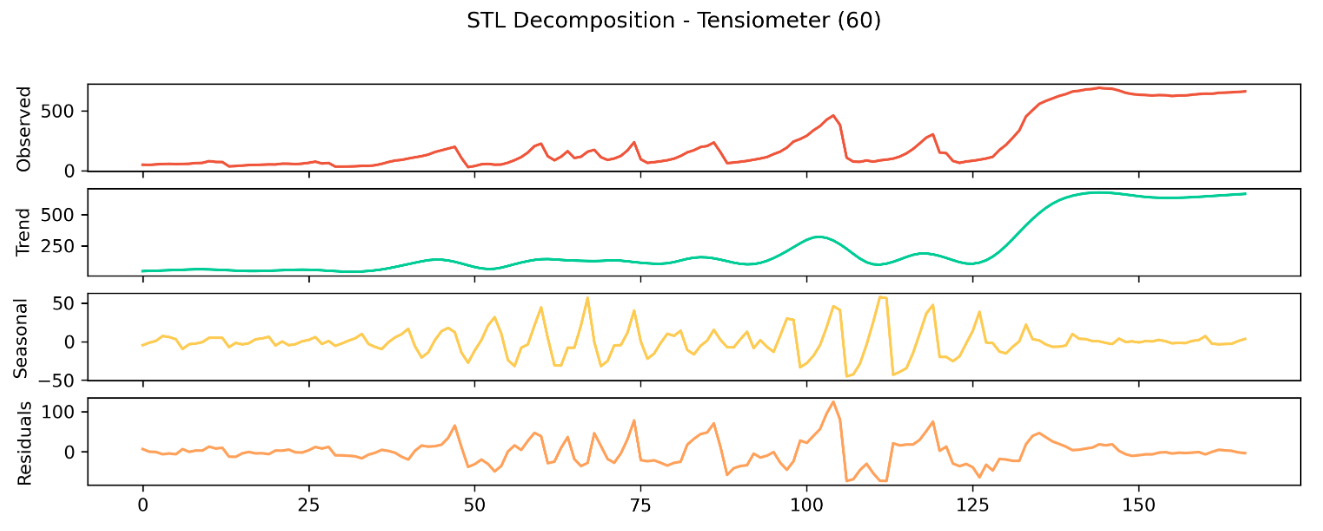 STL Decomposition - Tensiometer (60)
Observed
500
0
Trend
500
250
Seasonal
50
0
−50
Residuals
100
0
0 25 50 75 100 125 150